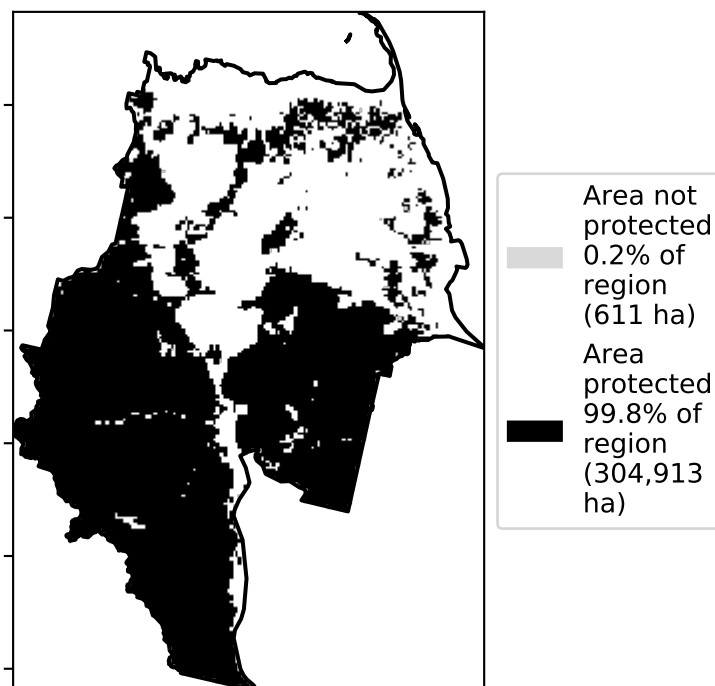 Area not
protected
0.2% of
region
(611 ha)
Area
protected
99.8% of
region
(304,913
ha)